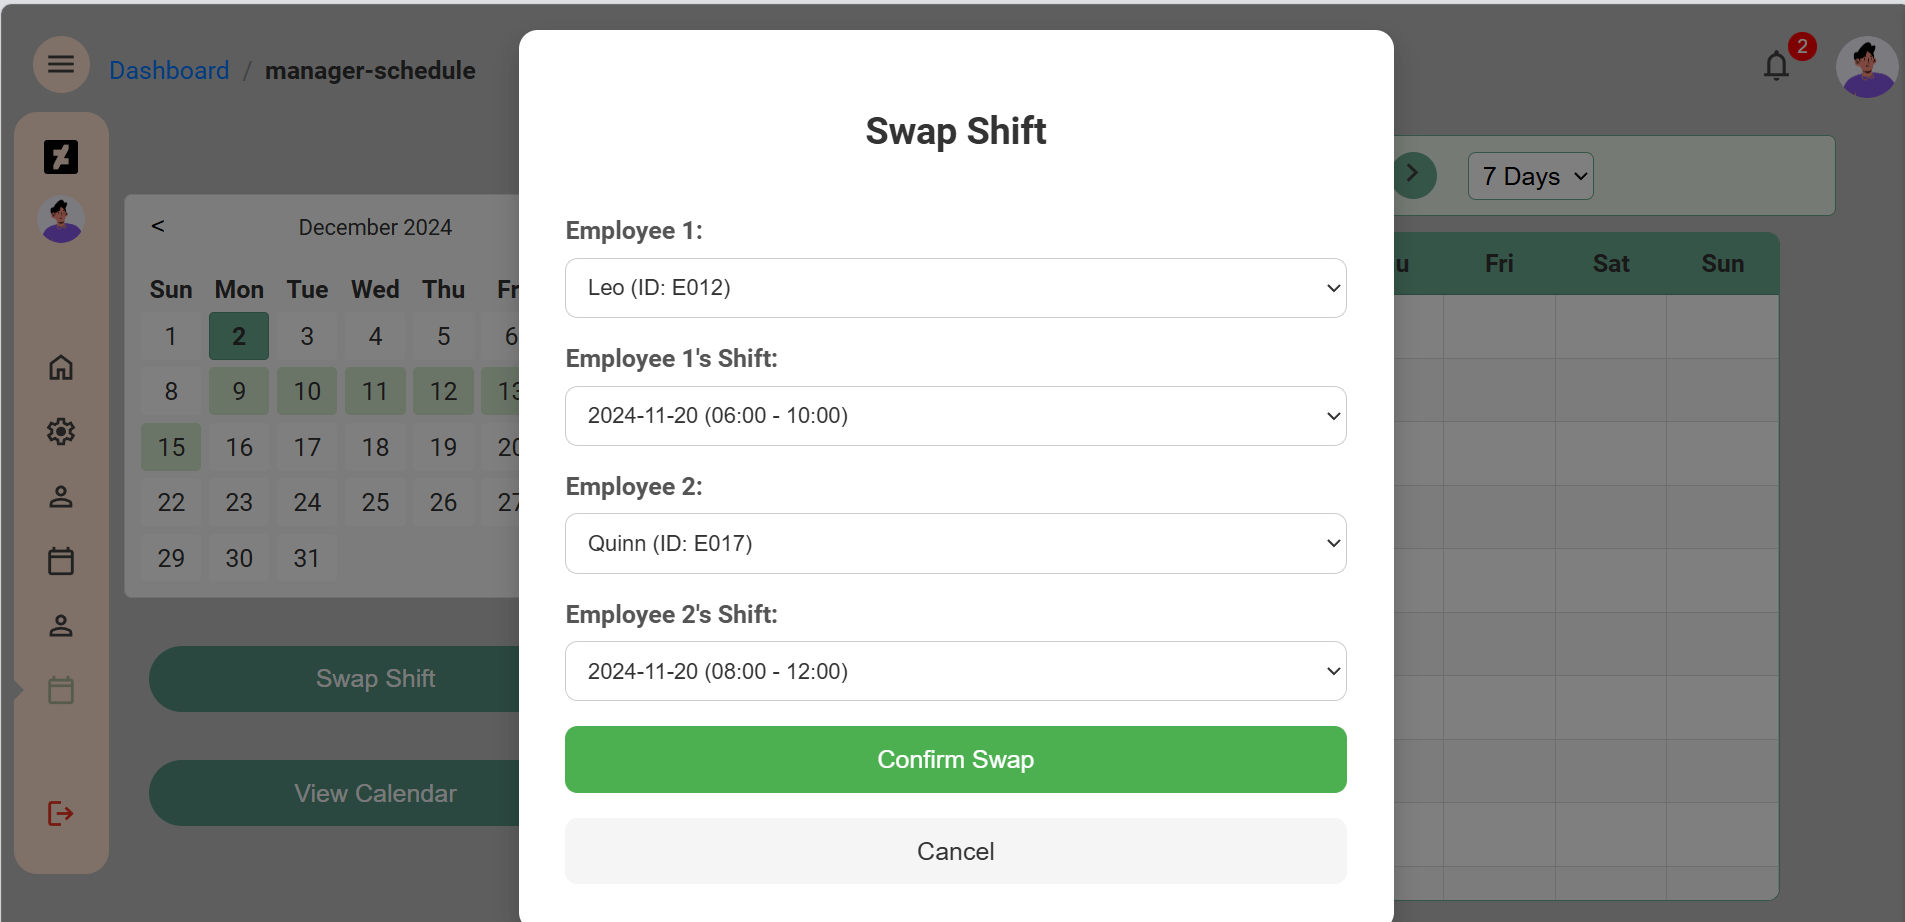 Dashboard / manager-schedule
2
7 Days
<
December 2024
Sun Mon Tue Wed Thu Fr
1 2 3 4 5 6
8 9 10 11 12 13
15 16 17 18 19 20
22 23 24 25 26 27
29 30 31
Swap Shift
View Calendar
Swap Shift
Employee 1:
Leo (ID: E012)
Employee 1's Shift:
2024-11-20 (06:00 - 10:00)
Employee 2:
Quinn (ID: E017)
Employee 2's Shift:
2024-11-20 (08:00 - 12:00)
Confirm Swap
Cancel
u Fri Sat Sun